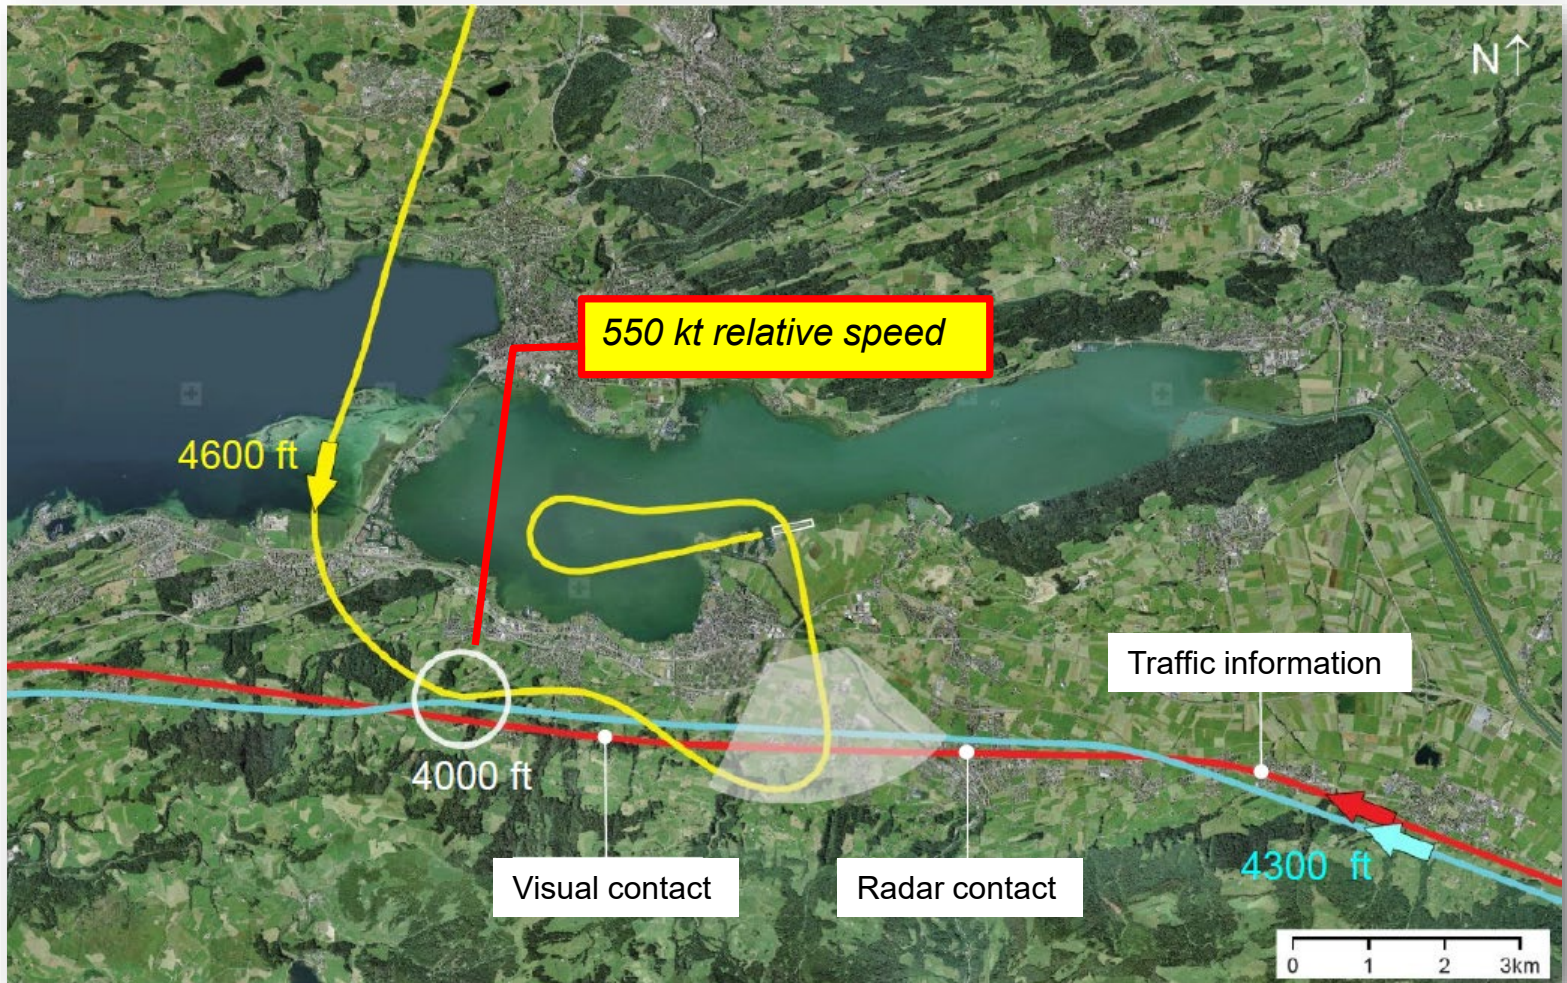 N
550 kt relative speed
4600 ft
Traffic information
4000 ft
4300 ft
Visual contact
Radar contact
0 1 2 3km